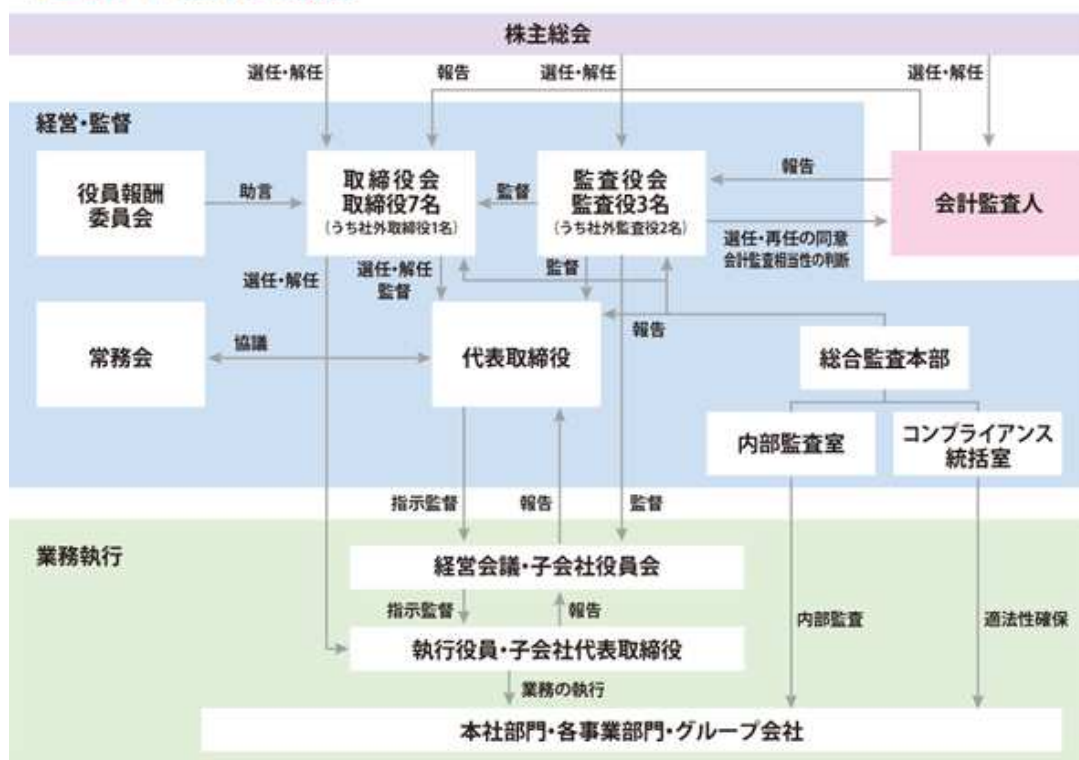 株主総会
選任・解任
報告
選任・解任
選任・解任
経営・監督
役員報酬
委員会
助言
取締役会
取締役7名
(うち社外取締役1名)
監督
監査役会
監査役3名
(うち社外監査役2名)
報告
会計監査人
選任・再任の同意
会計監査相当性の判断
選任・解任
選任・解任
監督
監督
常務会
協議
代表取締役
報告
総合監査本部
内部監査室
コンプライアンス
統括室
指示監督
報告
監督
業務執行
経営会議・子会社役員会
指示監督
報告
内部監査
適法性確保
執行役員・子会社代表取締役
業務の執行
本社部門・各事業部門・グループ会社